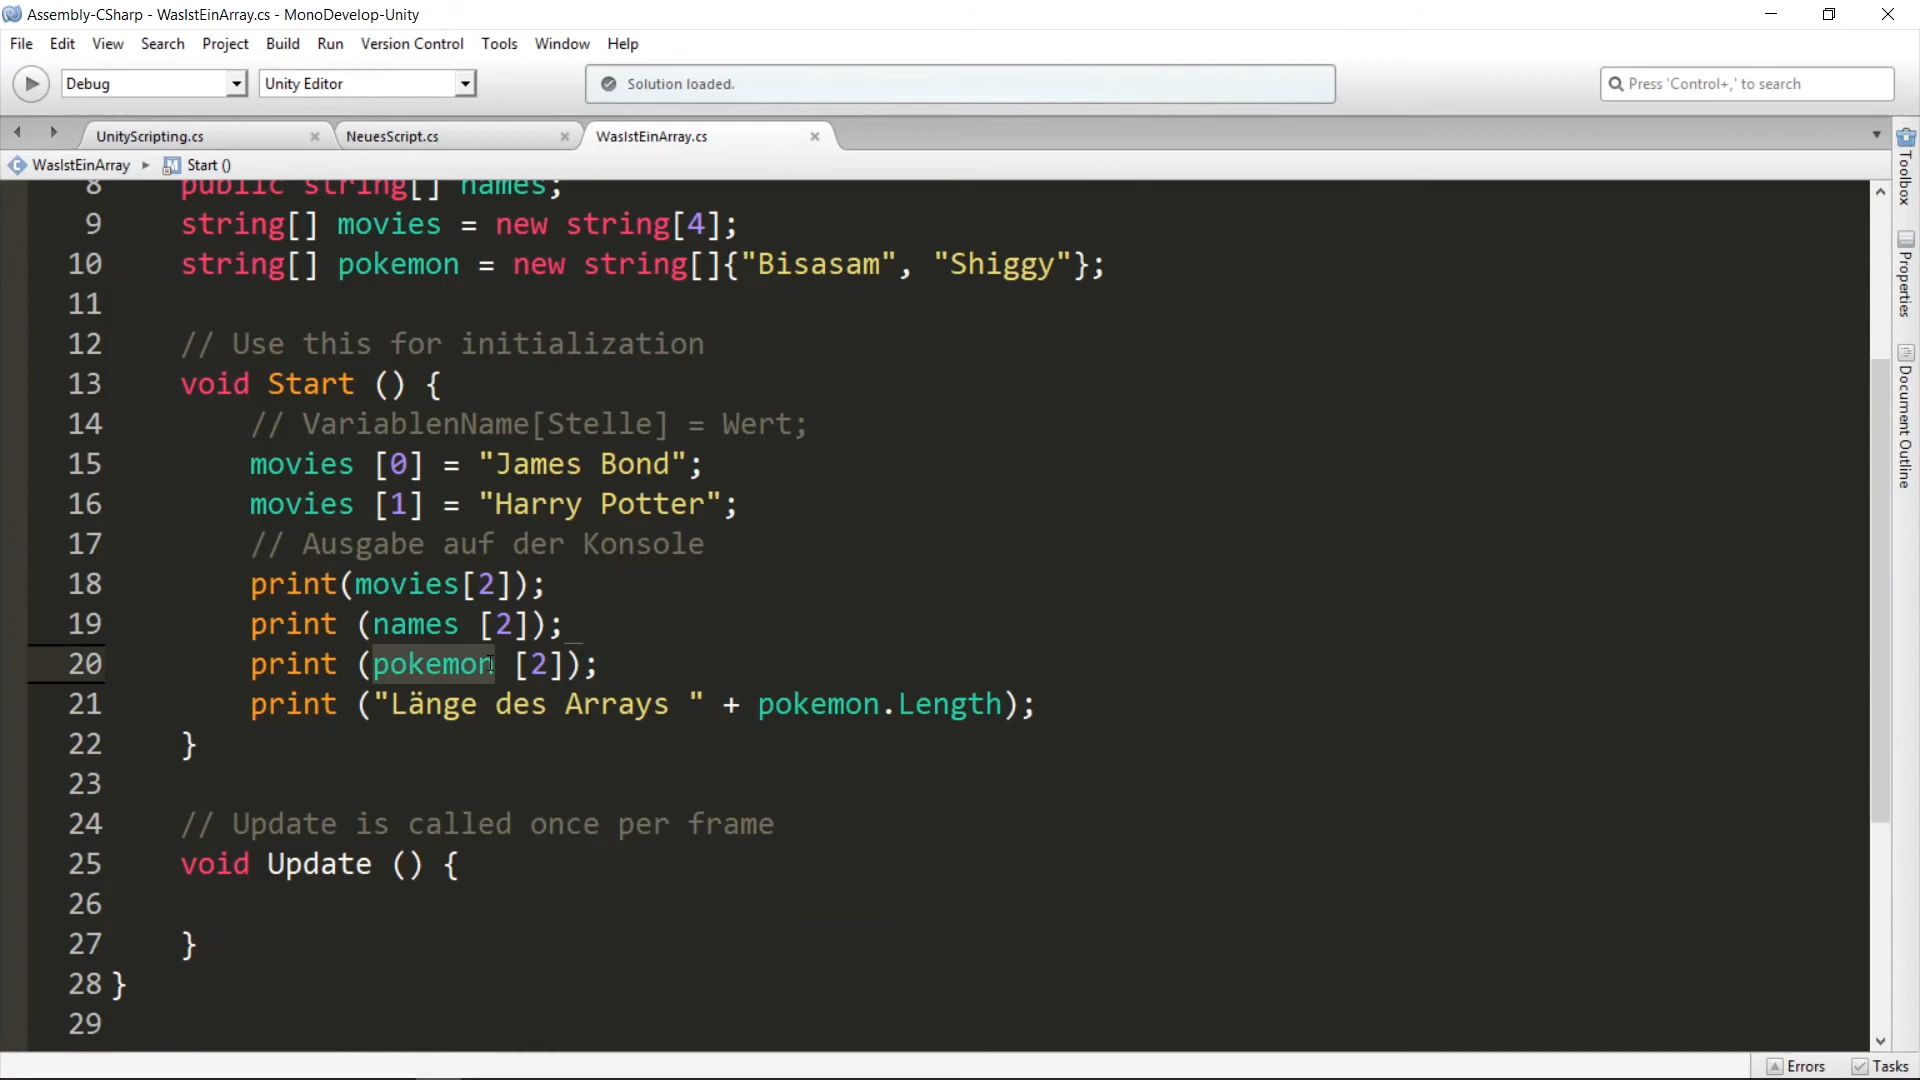 Assembly-CSharp - WasIstEinArray.cs - MonoDevelop-Unity
File Edit View Search Project Build Run Version Control Tools Window Help
Debug Unity Editor Solution loaded. Press 'Control+,' to search
UnityScripting.cs NeuesScript.cs WasIstEinArray.cs
WasIstEinArray Start ()
8 public string[] names;
9 string[] movies = new string[4];
10 string[] pokemon = new string[]{"Bisasam", "Shiggy"};
11
12 // Use this for initialization
13 void Start () {
14 // VariablenName[Stelle] = Wert;
15 movies [0] = "James Bond";
16 movies [1] = "Harry Potter";
17 // Ausgabe auf der Konsole
18 print(movies[2]);
19 print (names [2]);
20 print (pokemon [2]);
21 print ("Länge des Arrays " + pokemon.Length);
22 }
23
24 // Update is called once per frame
25 void Update () {
26
27 }
28 }
29
Toolbox
Properties
Document Outline
Errors Tasks